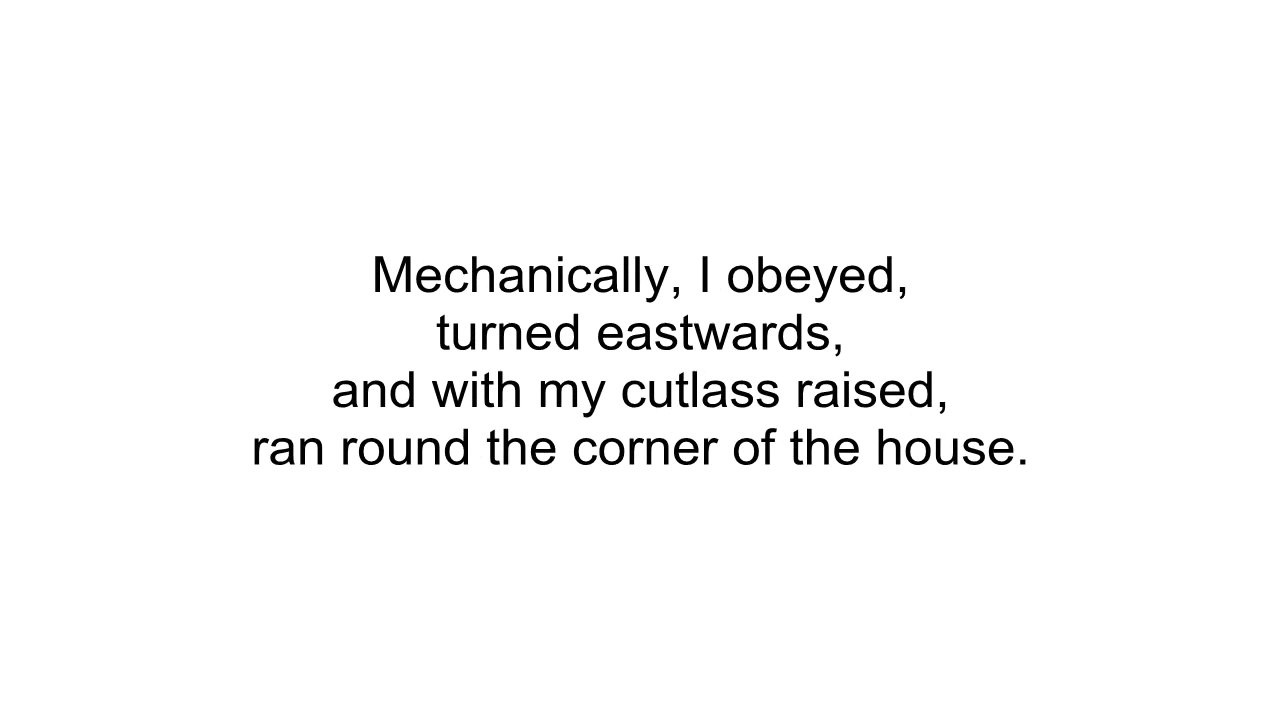 Mechanically, I obeyed,
turned eastwards,
and with my cutlass raised,
ran round the corner of the house.